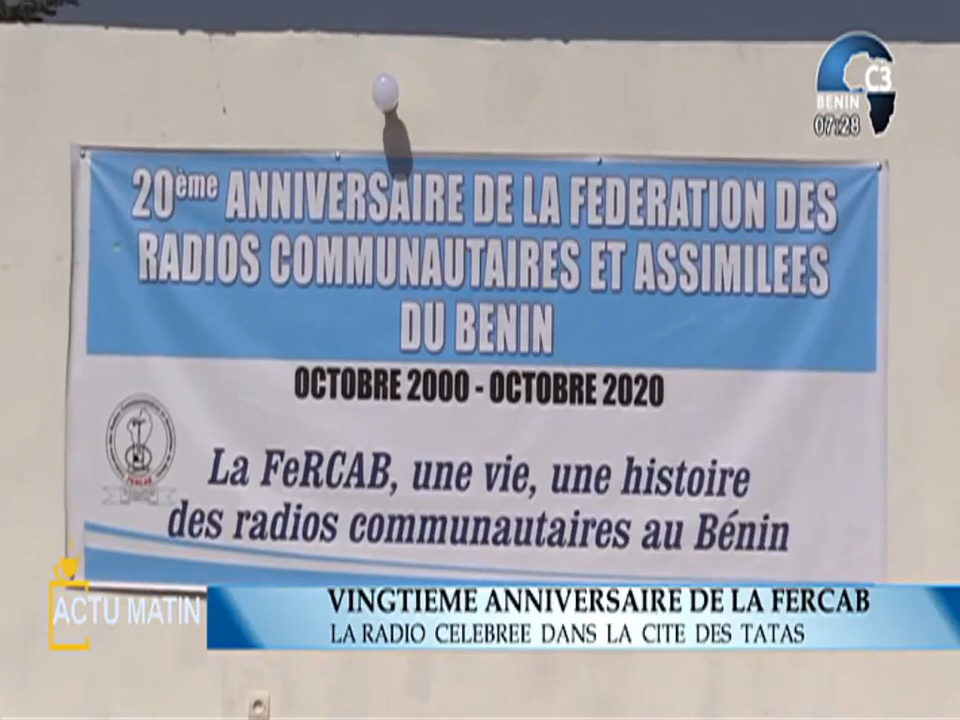 C3
BENIN
07:28
20ème ANNIVERSAIRE DE LA FEDERATION DES
RADIOS COMMUNAUTAIRES ET ASSIMILEES
DU BENIN
OCTOBRE 2000 - OCTOBRE 2020
FERCAB
La FeRCAB, une vie, une histoire
des radios communautaires au Bénin
ACTU MATIN
VINGTIEME ANNIVERSAIRE DE LA FERCAB
LA RADIO CELEBREE DANS LA CITE DES TATAS